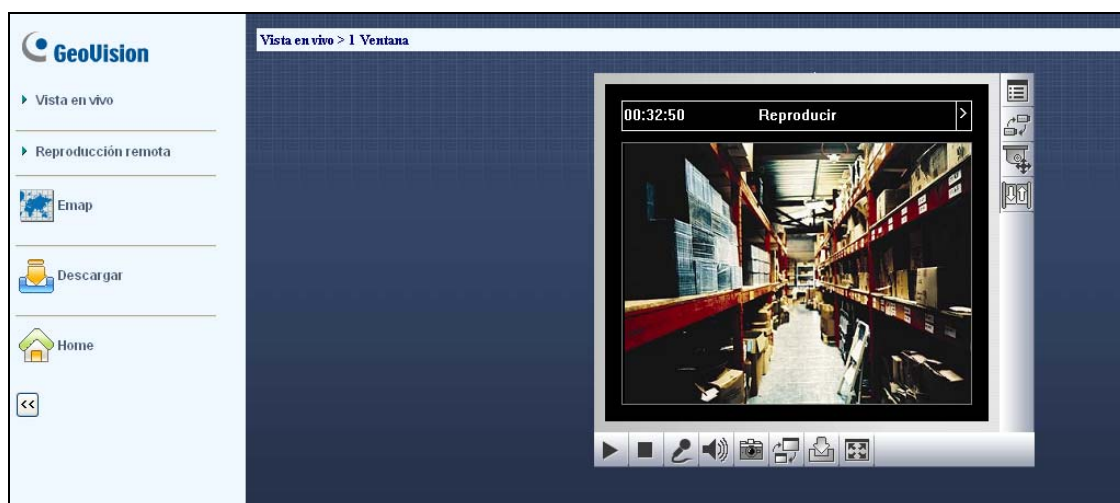 GeoVision
Vista en vivo
Reproducción remota
Emap
Descargar
Home
<<
Vista en vivo > 1 Ventana
00:32:50 Reproducir >